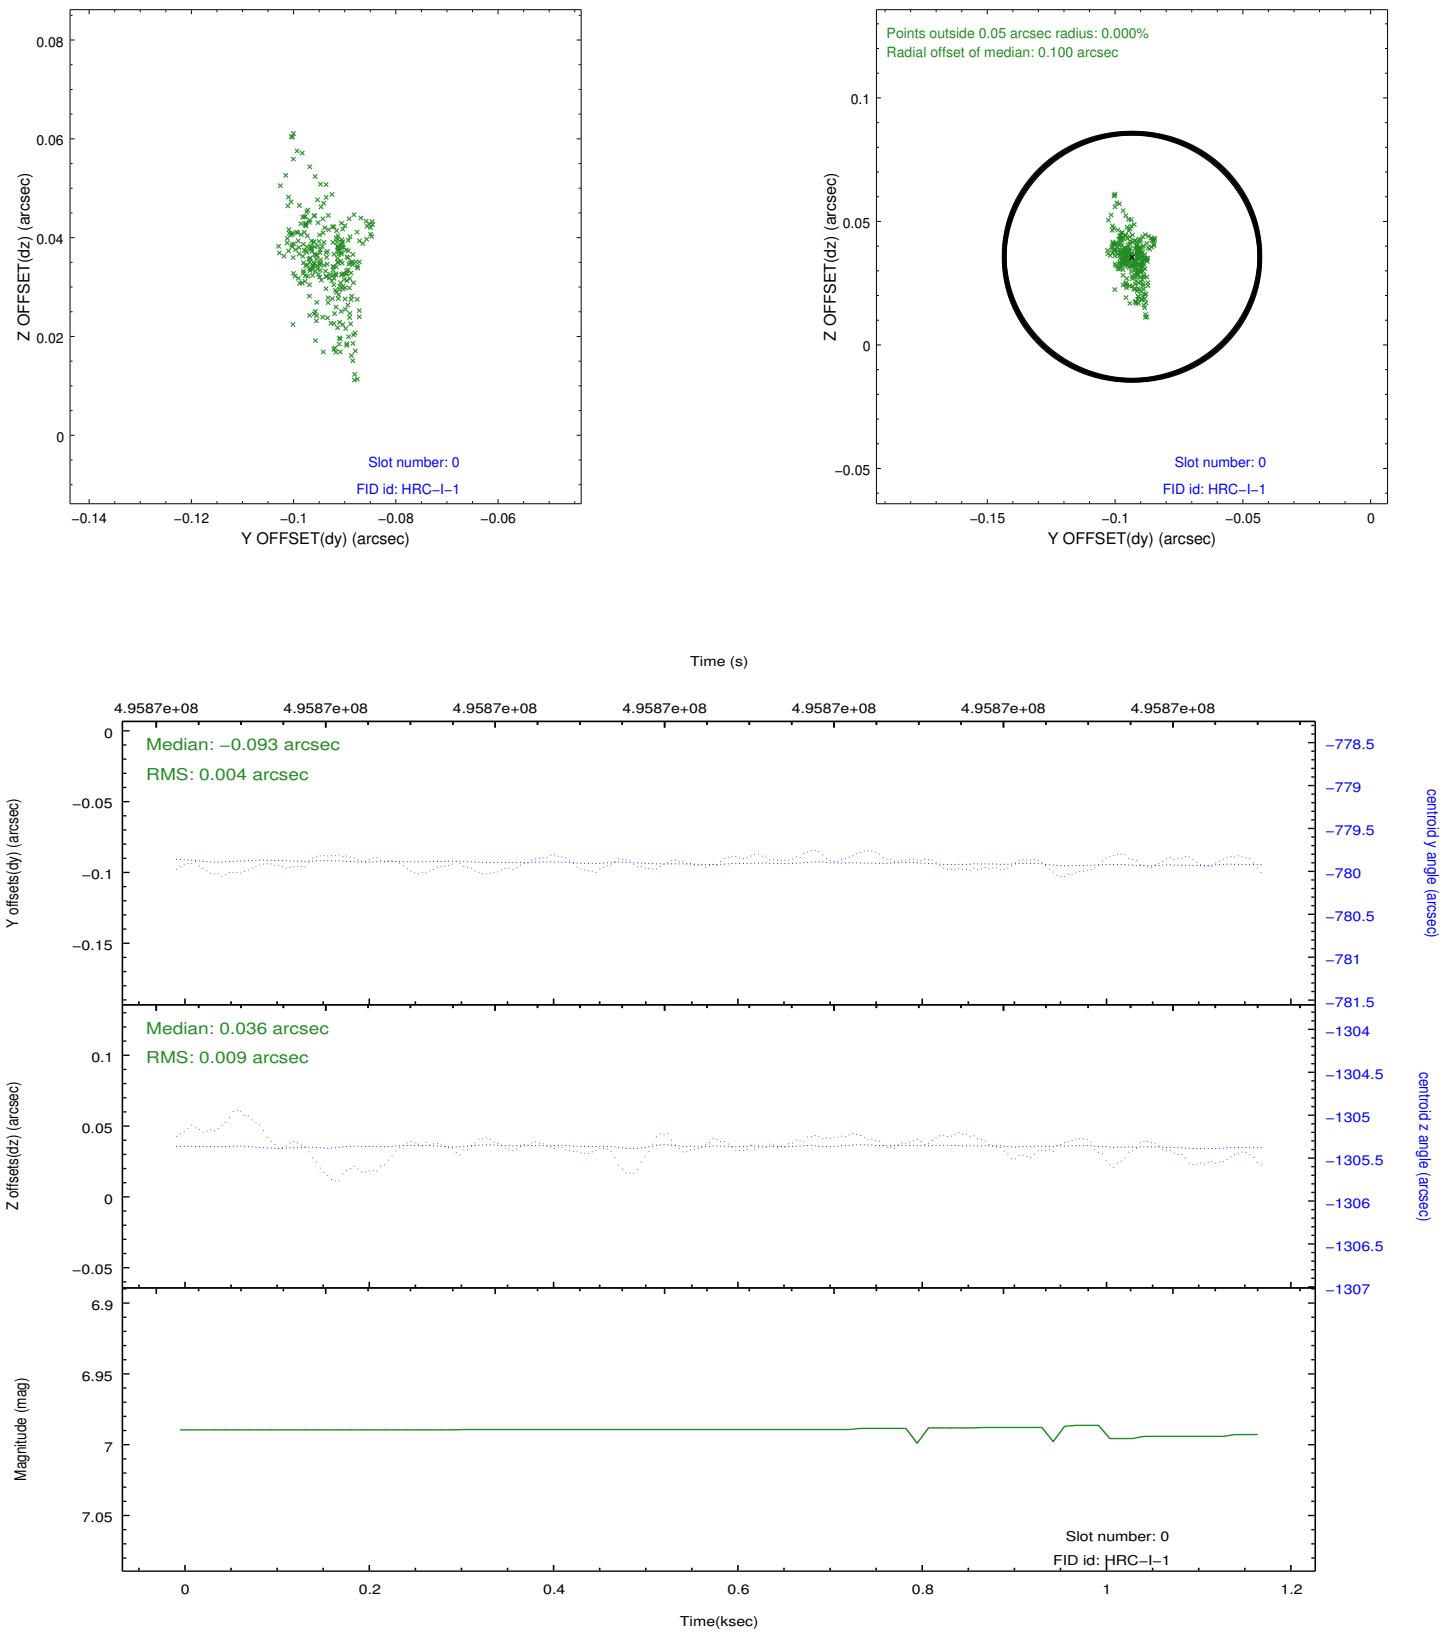 0.08
0.06
0.04
0.02
0
Z OFFSET(dz) (arcsec)
Slot number: 0
FID id: HRC−I−1
−0.14
−0.12
−0.1
−0.08
−0.06
Y OFFSET(dy) (arcsec)
Points outside 0.05 arcsec radius: 0.000%
Radial offset of median: 0.100 arcsec
0.1
0.05
0
−0.05
Z OFFSET(dz) (arcsec)
Slot number: 0
FID id: HRC−I−1
−0.15
−0.1
−0.05
0
Y OFFSET(dy) (arcsec)
Time (s)
4.9587e+08
4.9587e+08
4.9587e+08
4.9587e+08
4.9587e+08
4.9587e+08
4.9587e+08
Median: −0.093 arcsec
RMS: 0.004 arcsec
0
−0.05
−0.1
−0.15
Y offsets(dy) (arcsec)
−778.5
−779
−779.5
−780
−780.5
−781
−781.5
centroid y angle (arcsec)
Median: 0.036 arcsec
RMS: 0.009 arcsec
0.1
0.05
0
−0.05
Z offsets(dz) (arcsec)
−1304
−1304.5
−1305
−1305.5
−1306
−1306.5
−1307
centroid z angle (arcsec)
6.9
6.95
7
7.05
Magnitude (mag)
Slot number: 0
FID id: HRC−I−1
0
0.2
0.4
0.6
0.8
1
1.2
Time(ksec)